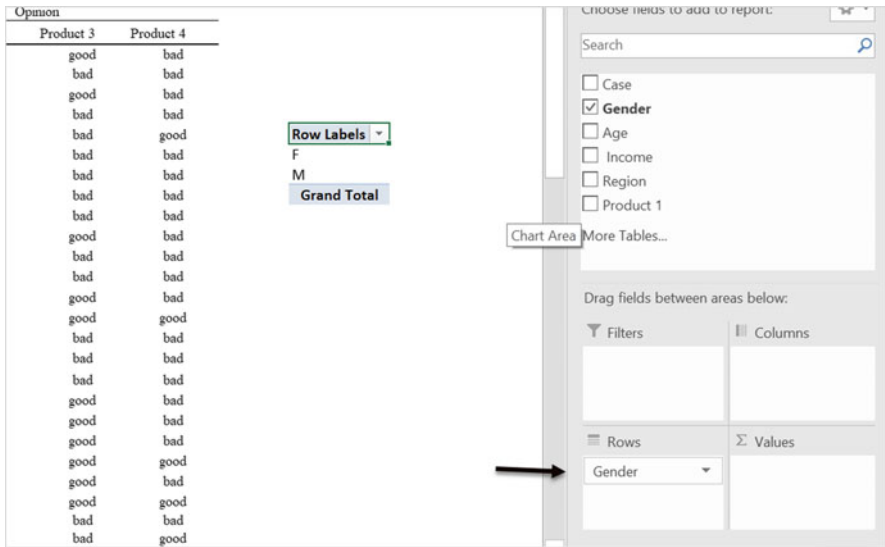 Opinion
Product 3 Product 4
good bad
bad bad
good bad
bad bad
bad good
bad bad
bad bad
bad bad
bad bad
good bad
bad bad
bad bad
good bad
good good
bad bad
bad bad
bad bad
good bad
good bad
good bad
good good
good bad
good good
bad bad
bad good
Row Labels
F
M
Grand Total
Choose fields to add to report:
Search
Case
Gender
Age
Income
Region
Product 1
Chart Area
More Tables...
Drag fields between areas below:
Filters
Columns
Rows
Σ Values
Gender